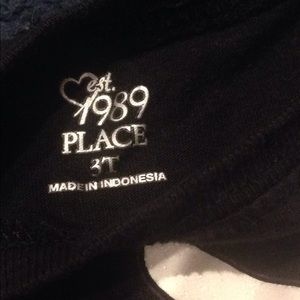 est.
1989
PLACE
3T
MADE IN INDONESIA